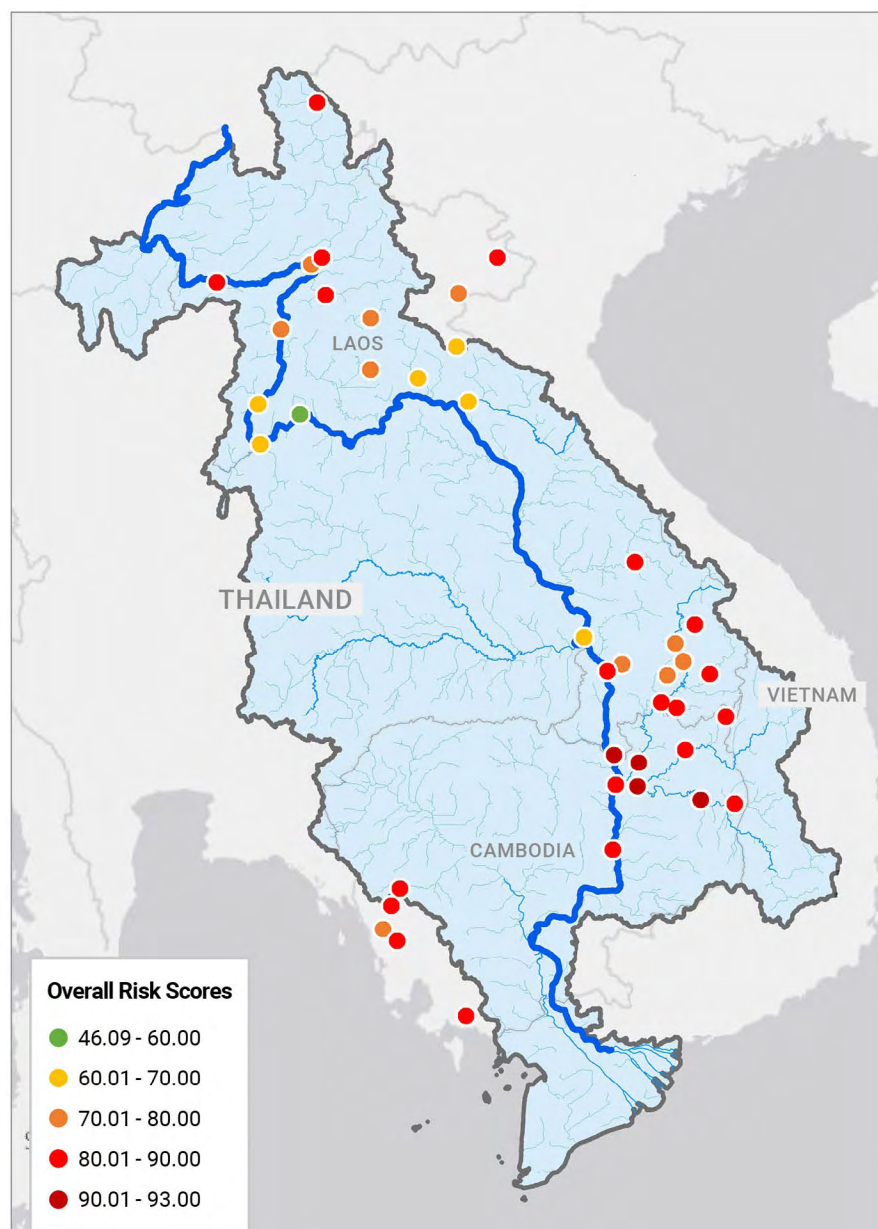 LAOS
THAILAND
VIETNAM
CAMBODIA
Overall Risk Scores
46.09 - 60.00
60.01 - 70.00
70.01 - 80.00
80.01 - 90.00
90.01 - 93.00